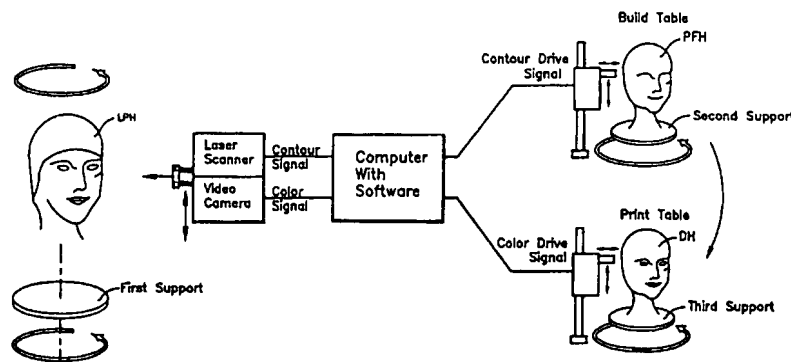 Build Table
PFH
Contour Drive
Signal
Second Support
LPH
Laser
Scanner
Contour
Signal
Computer
With
Software
Video
Camera
Color
Signal
First Support
Print Table
DH
Color Drive
Signal
Third Support